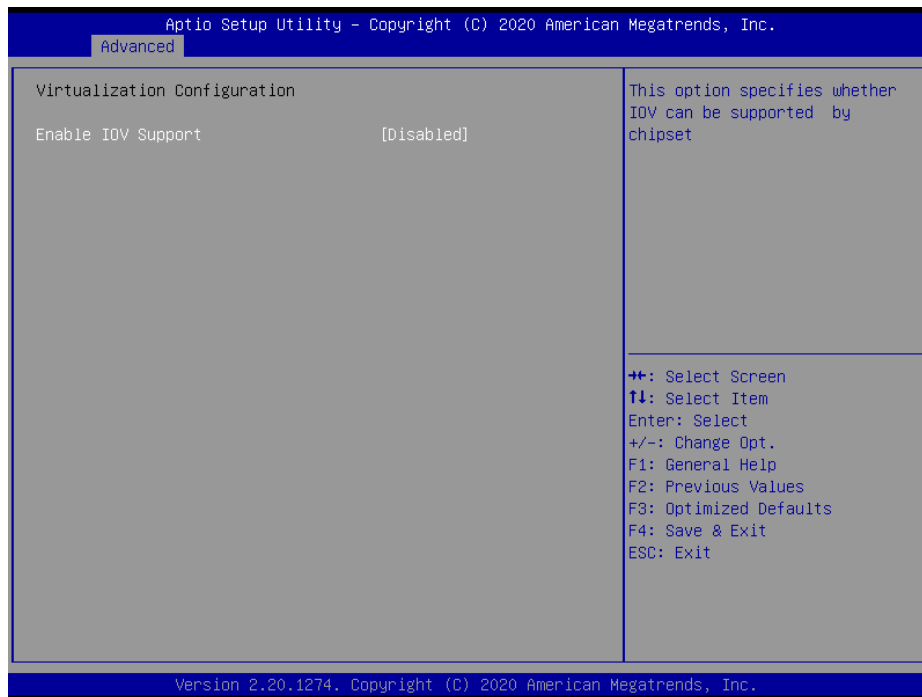 Aptio Setup Utility – Copyright (C) 2020 American Megatrends, Inc.
Advanced
Virtualization Configuration
Enable IOV Support [Disabled]
This option specifies whether
IOV can be supported by
chipset
→←: Select Screen
↑↓: Select Item
Enter: Select
+/-: Change Opt.
F1: General Help
F2: Previous Values
F3: Optimized Defaults
F4: Save & Exit
ESC: Exit
Version 2.20.1274. Copyright (C) 2020 American Megatrends, Inc.